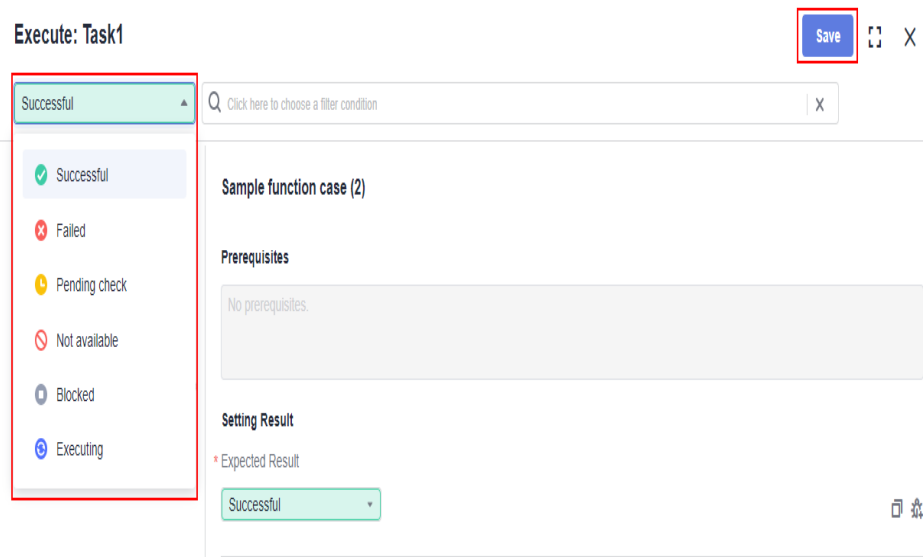 Execute: Task1
Save
Successful
Click here to choose a filter condition
Successful
Failed
Pending check
Not available
Blocked
Executing
Sample function case (2)
Prerequisites
No prerequisites.
Setting Result
* Expected Result
Successful